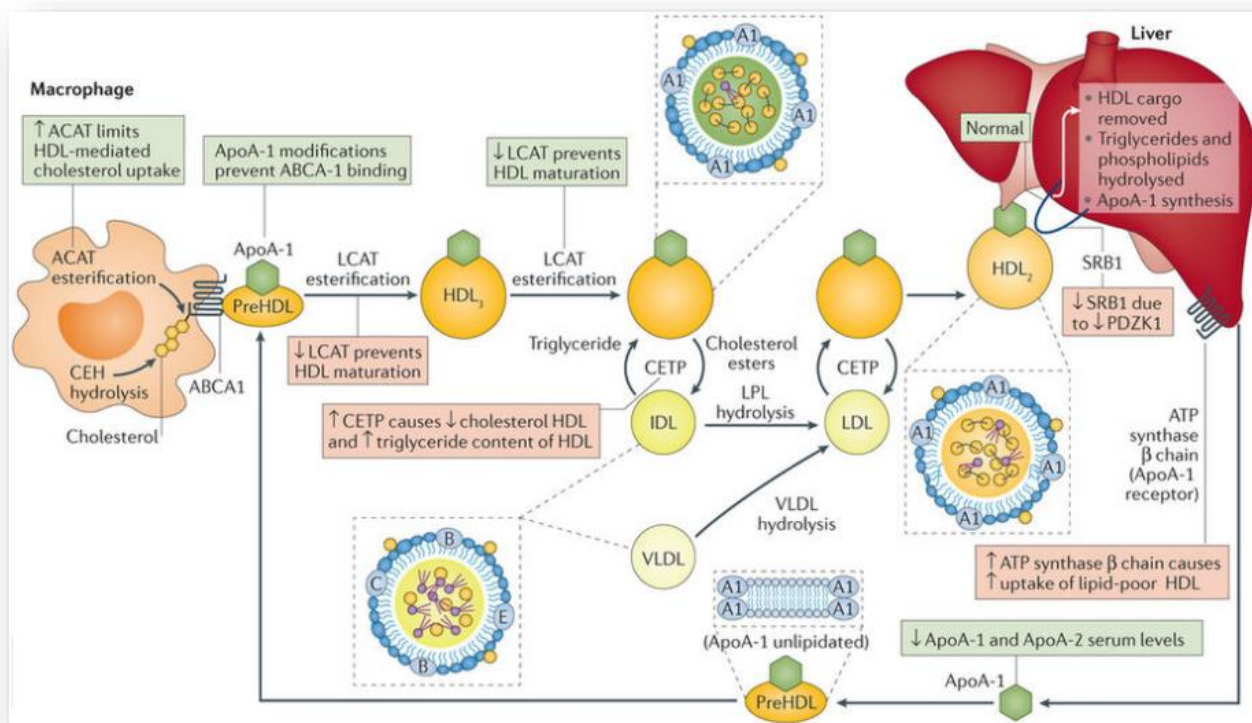 Macrophage
↑ ACAT limits
HDL-mediated
cholesterol uptake
ApoA-1 modifications
prevent ABCA-1 binding
↓ LCAT prevents
HDL maturation
A1
A1
A1
A1
Liver
Normal
• HDL cargo
removed
• Triglycerides and
phospholipids
hydrolysed
• ApoA-1 synthesis
ACAT
esterification
CEH
hydrolysis
Cholesterol
ABCA1
ApoA-1
PreHDL
LCAT
esterification
↓ LCAT prevents
HDL maturation
HDL₃
LCAT
esterification
Triglyceride
CETP
Cholesterol
esters
↑ CETP causes ↓ cholesterol HDL
and ↑ triglyceride content of HDL
IDL
LPL
hydrolysis
CETP
LDL
HDL₂
SRB1
↓ SRB1 due
to ↓ PDZK1
VLDL
hydrolysis
VLDL
B
C
E
B
A1
A1
A1
A1
ATP
synthase
β chain
(ApoA-1
receptor)
↑ ATP synthase β chain causes
↑ uptake of lipid-poor HDL
A1 A1
A1 A1
(ApoA-1 unlipidated)
PreHDL
↓ ApoA-1 and ApoA-2 serum levels
ApoA-1